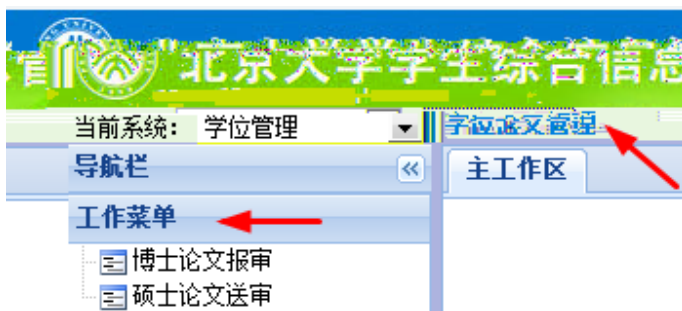 北京大学学生综合信息
当前系统： 学位管理
学位论文管理
导航栏
主工作区
工作菜单
博士论文报审
硕士论文送审